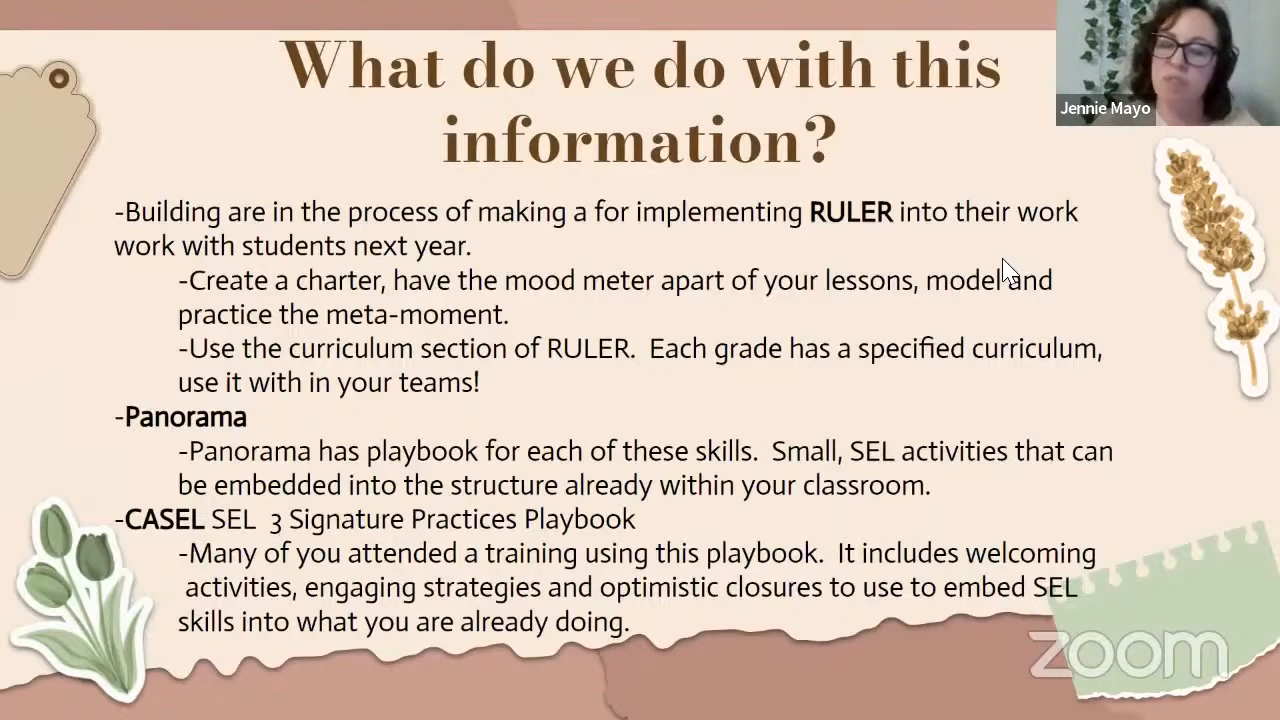 What do we do with this
information?
Jennie Mayo
-Building are in the process of making a for implementing RULER into their work
work with students next year.
-Create a charter, have the mood meter apart of your lessons, model and
practice the meta-moment.
-Use the curriculum section of RULER.  Each grade has a specified curriculum,
use it with in your teams!
-Panorama
-Panorama has playbook for each of these skills.  Small, SEL activities that can
be embedded into the structure already within your classroom.
-CASEL SEL  3 Signature Practices Playbook
-Many of you attended a training using this playbook.  It includes welcoming
activities, engaging strategies and optimistic closures to use to embed SEL
skills into what you are already doing.
zoom